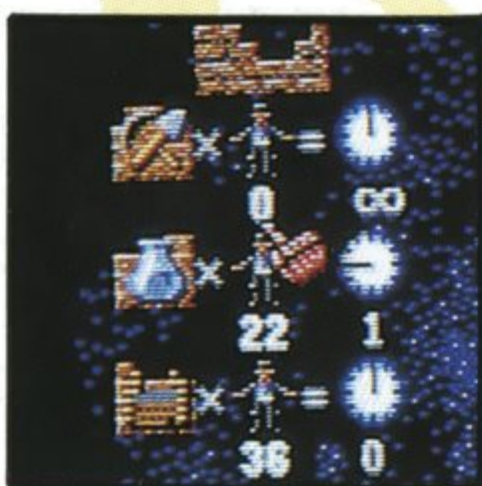 x =
0 ∞
x
22 1
x =
36 0